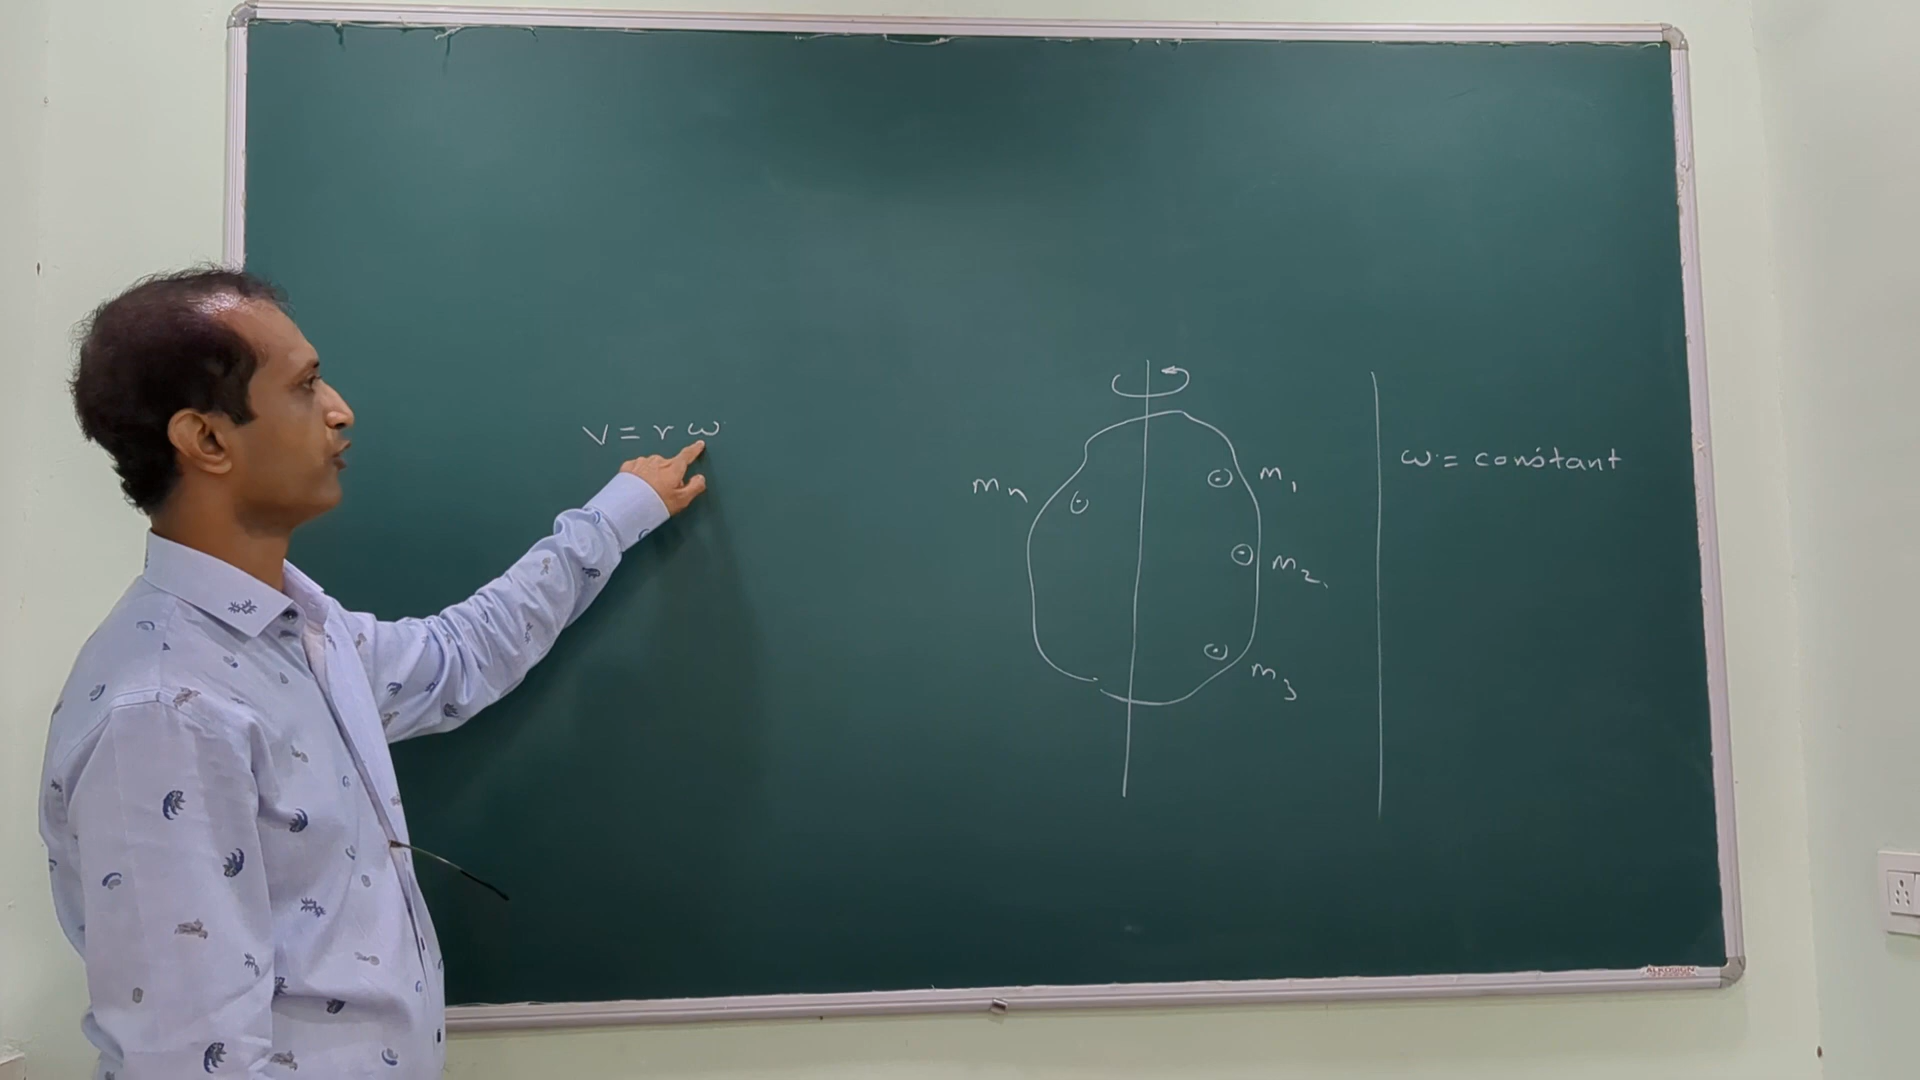 v = r ω
mₙ
m₁
m₂
m₃
ω = constant